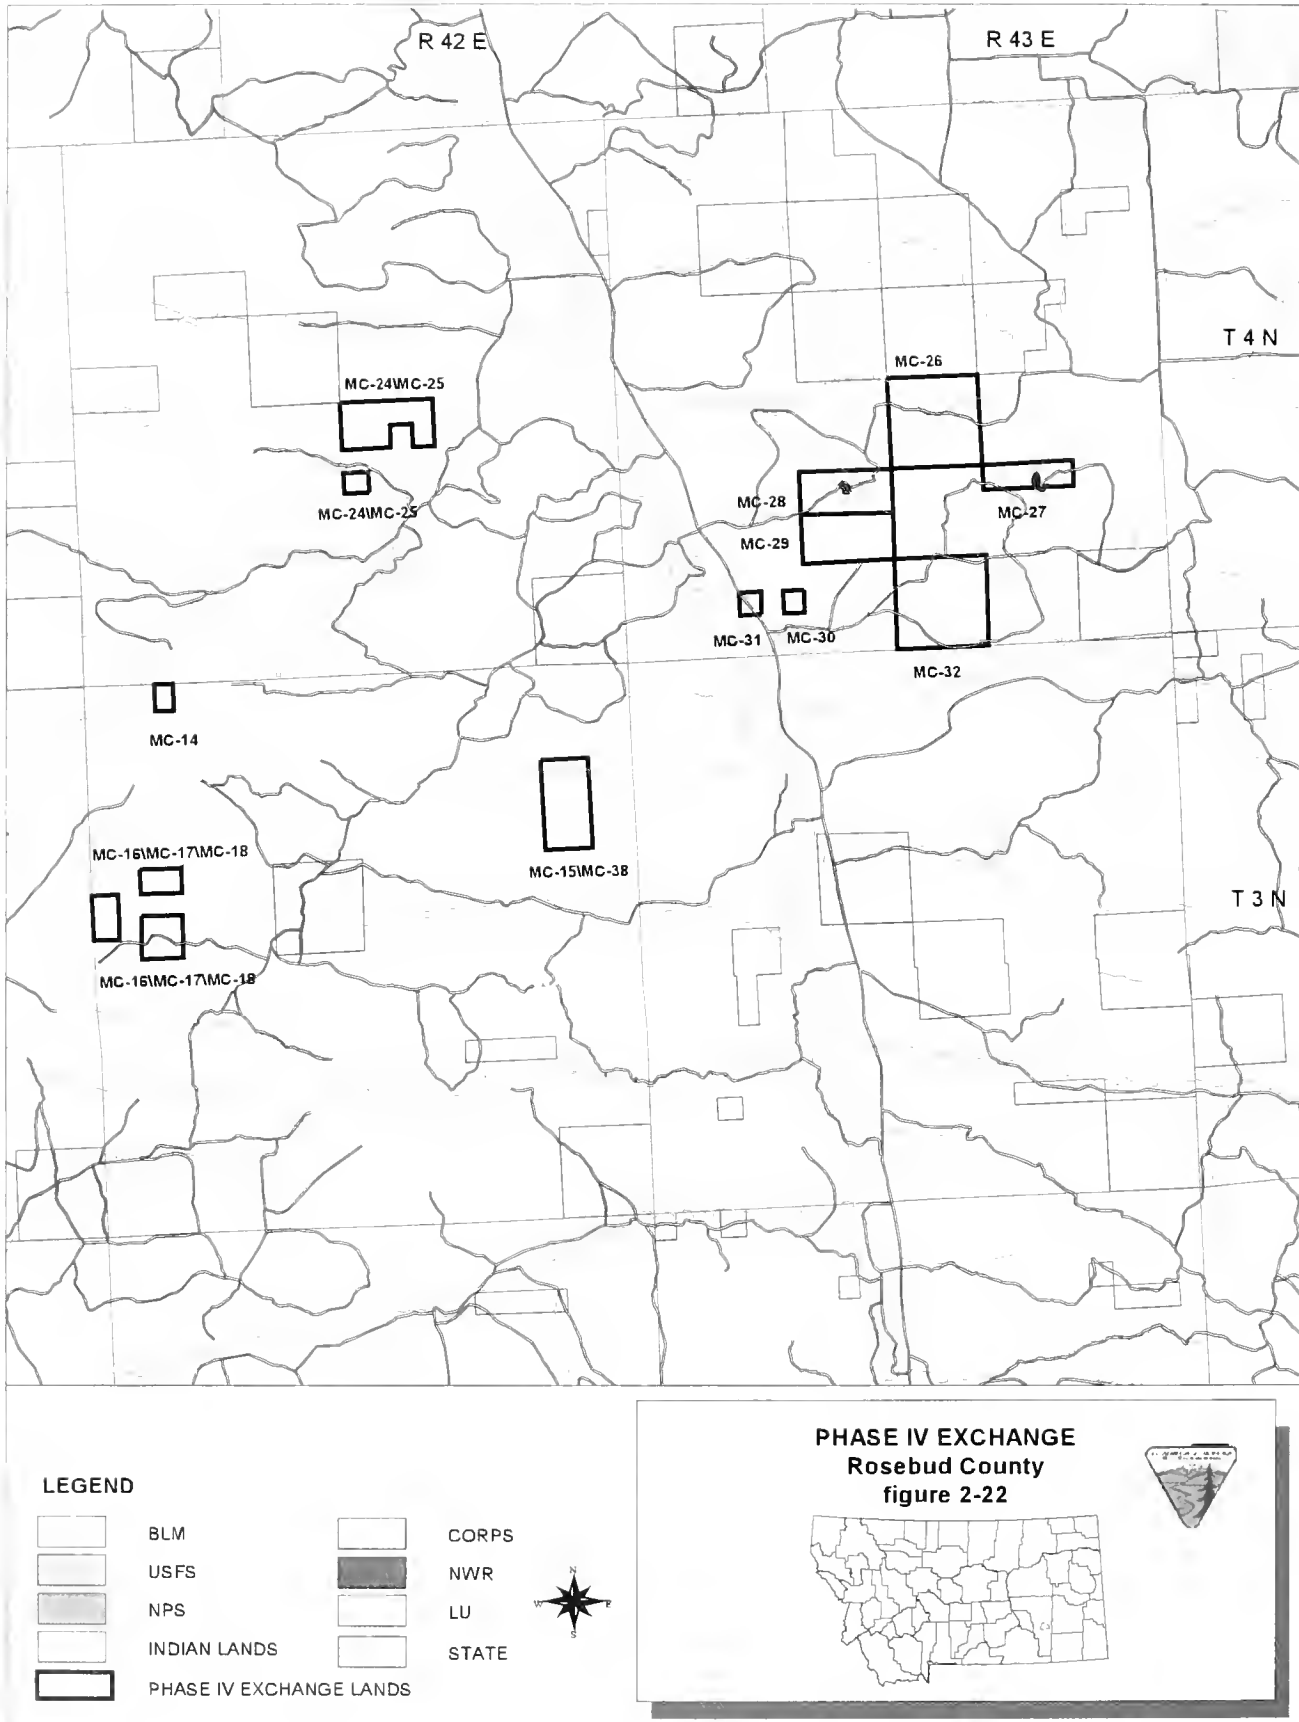 R 42 E
R 43 E
T 4 N
MC-26
MC-24\MC-25
MC-28
MC-24\MC-25
MC-27
MC-29
MC-31
MC-30
MC-32
MC-14
MC-15\MC-38
MC-16\MC-17\MC-18
T 3 N
MC-16\MC-17\MC-18
PHASE IV EXCHANGE
Rosebud County
figure 2-22
LEGEND
BLM
USFS
NPS
INDIAN LANDS
PHASE IV EXCHANGE LANDS
CORPS
NWR
LU
STATE
N
W
E
S